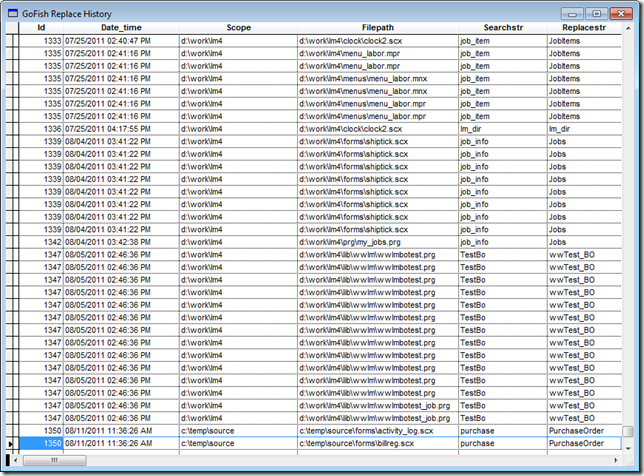 GoFish Replace History
Id Date_time Scope Filepath Searchstr Replacestr
1333 07/25/2011 02:40:47 PM d:\work\lm4 d:\work\lm4\clock\clock2.scx job_item JobItems
1335 07/25/2011 02:41:16 PM d:\work\lm4 d:\work\lm4\menus\menu_labor.mpr job_item JobItems
1335 07/25/2011 02:41:16 PM d:\work\lm4 d:\work\lm4\menus\menu_labor.mpr job_item JobItems
1335 07/25/2011 02:41:16 PM d:\work\lm4 d:\work\lm4\menus\menu_labor.mnx job_item JobItems
1335 07/25/2011 02:41:16 PM d:\work\lm4 d:\work\lm4\menus\menu_labor.mpr job_item JobItems
1335 07/25/2011 02:41:16 PM d:\work\lm4 d:\work\lm4\menus\menu_labor.mpr job_item JobItems
1335 07/25/2011 02:41:16 PM d:\work\lm4 d:\work\lm4\menus\menu_labor.mpr job_item JobItems
1336 07/25/2011 04:17:55 PM d:\work\lm4 d:\work\lm4\clock\clock2.scx lm_dir lm_dir
1339 08/04/2011 03:41:22 PM d:\work\lm4 d:\work\lm4\forms\shiptick.scx job_info Jobs
1339 08/04/2011 03:41:22 PM d:\work\lm4 d:\work\lm4\forms\shiptick.scx job_info Jobs
1339 08/04/2011 03:41:22 PM d:\work\lm4 d:\work\lm4\forms\shiptick.scx job_info Jobs
1339 08/04/2011 03:41:22 PM d:\work\lm4 d:\work\lm4\forms\shiptick.scx job_info Jobs
1339 08/04/2011 03:41:22 PM d:\work\lm4 d:\work\lm4\forms\shiptick.scx job_info Jobs
1339 08/04/2011 03:41:22 PM d:\work\lm4 d:\work\lm4\forms\shiptick.scx job_info Jobs
1339 08/04/2011 03:41:22 PM d:\work\lm4 d:\work\lm4\forms\shiptick.scx job_info Jobs
1339 08/04/2011 03:41:22 PM d:\work\lm4 d:\work\lm4\forms\shiptick.scx job_info Jobs
1342 08/04/2011 03:42:38 PM d:\work\lm4 d:\work\lm4\prg\my_jobs.prg job_info Jobs
1347 08/05/2011 02:46:36 PM d:\work\lm4 d:\work\lm4\lib\wwlm\wwlmbotest.prg TestBo wwTest_BO
1347 08/05/2011 02:46:36 PM d:\work\lm4 d:\work\lm4\lib\wwlm\wwlmbotest.prg TestBo wwTest_BO
1347 08/05/2011 02:46:36 PM d:\work\lm4 d:\work\lm4\lib\wwlm\wwlmbotest.prg TestBo wwTest_BO
1347 08/05/2011 02:46:36 PM d:\work\lm4 d:\work\lm4\lib\wwlm\wwlmbotest.prg TestBo wwTest_BO
1347 08/05/2011 02:46:36 PM d:\work\lm4 d:\work\lm4\lib\wwlm\wwlmbotest.prg TestBo wwTest_BO
1347 08/05/2011 02:46:36 PM d:\work\lm4 d:\work\lm4\lib\wwlm\wwlmbotest.prg TestBo wwTest_BO
1347 08/05/2011 02:46:36 PM d:\work\lm4 d:\work\lm4\lib\wwlm\wwlmbotest.prg TestBo wwTest_BO
1347 08/05/2011 02:46:36 PM d:\work\lm4 d:\work\lm4\lib\wwlm\wwlmbotest.prg TestBo wwTest_BO
1347 08/05/2011 02:46:36 PM d:\work\lm4 d:\work\lm4\lib\wwlm\wwlmbotest.prg TestBo wwTest_BO
1347 08/05/2011 02:46:36 PM d:\work\lm4 d:\work\lm4\lib\wwlm\wwlmbotest.prg TestBo wwTest_BO
1347 08/05/2011 02:46:36 PM d:\work\lm4 d:\work\lm4\lib\wwlm\wwlmbotest.prg TestBo wwTest_BO
1347 08/05/2011 02:46:36 PM d:\work\lm4 d:\work\lm4\lib\wwlm\wwlmbotest.prg TestBo wwTest_BO
1347 08/05/2011 02:46:36 PM d:\work\lm4 d:\work\lm4\lib\wwlm\wwlmbotest_job.prg TestBo wwTest_BO
1347 08/05/2011 02:46:36 PM d:\work\lm4 d:\work\lm4\lib\wwlm\wwlmbotest_job.prg TestBo wwTest_BO
1350 08/11/2011 11:36:26 AM c:\temp\source c:\temp\source\forms\activity_log.scx purchase PurchaseOrder
1350 08/11/2011 11:36:26 AM c:\temp\source c:\temp\source\forms\billreg.scx purchase PurchaseOrder